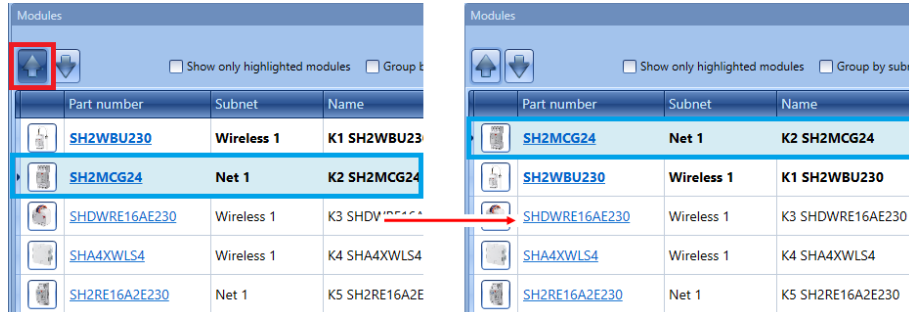 Modules
Show only highlighted modules Group b
Part number Subnet Name
SH2WBU230 Wireless 1 K1 SH2WBU23
SH2MCG24 Net 1 K2 SH2MCG24
SHDWRE16AE230 Wireless 1 K3
SHA4XWLS4 Wireless 1 K4 SHA4XWLS4
SH2RE16A2E230 Net 1 K5 SH2RE16A2E
Modules
Show only highlighted modules Group by sub
Part number Subnet Name
SH2MCG24 Net 1 K2 SH2MCG24
SH2WBU230 Wireless 1 K1 SH2WBU230
SHDWRE16AE230 Wireless 1 K3 SHDWRE16AE230
SHA4XWLS4 Wireless 1 K4 SHA4XWLS4
SH2RE16A2E230 Net 1 K5 SH2RE16A2E230